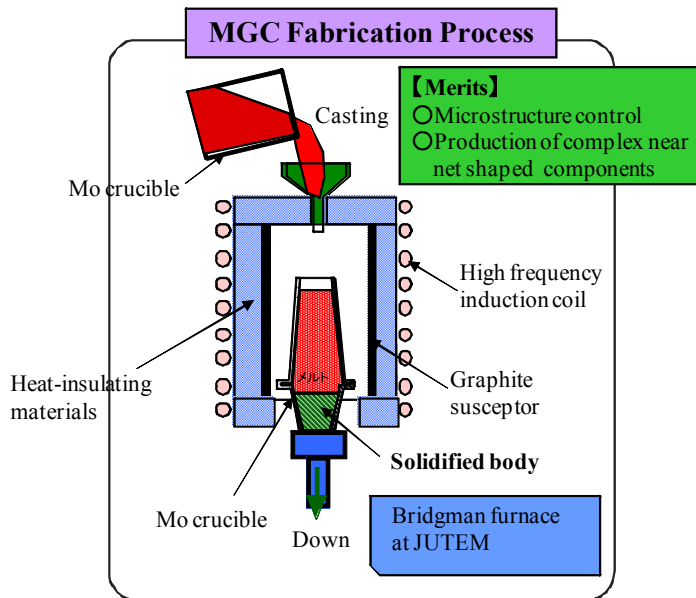 MGC Fabrication Process
【Merits】
○Microstructure control
○Production of complex near
net shaped components
Casting
Mo crucible
High frequency
induction coil
メルト
Heat-insulating
materials
Graphite
susceptor
Solidified body
Mo crucible
Down
Bridgman furnace
at JUTEM